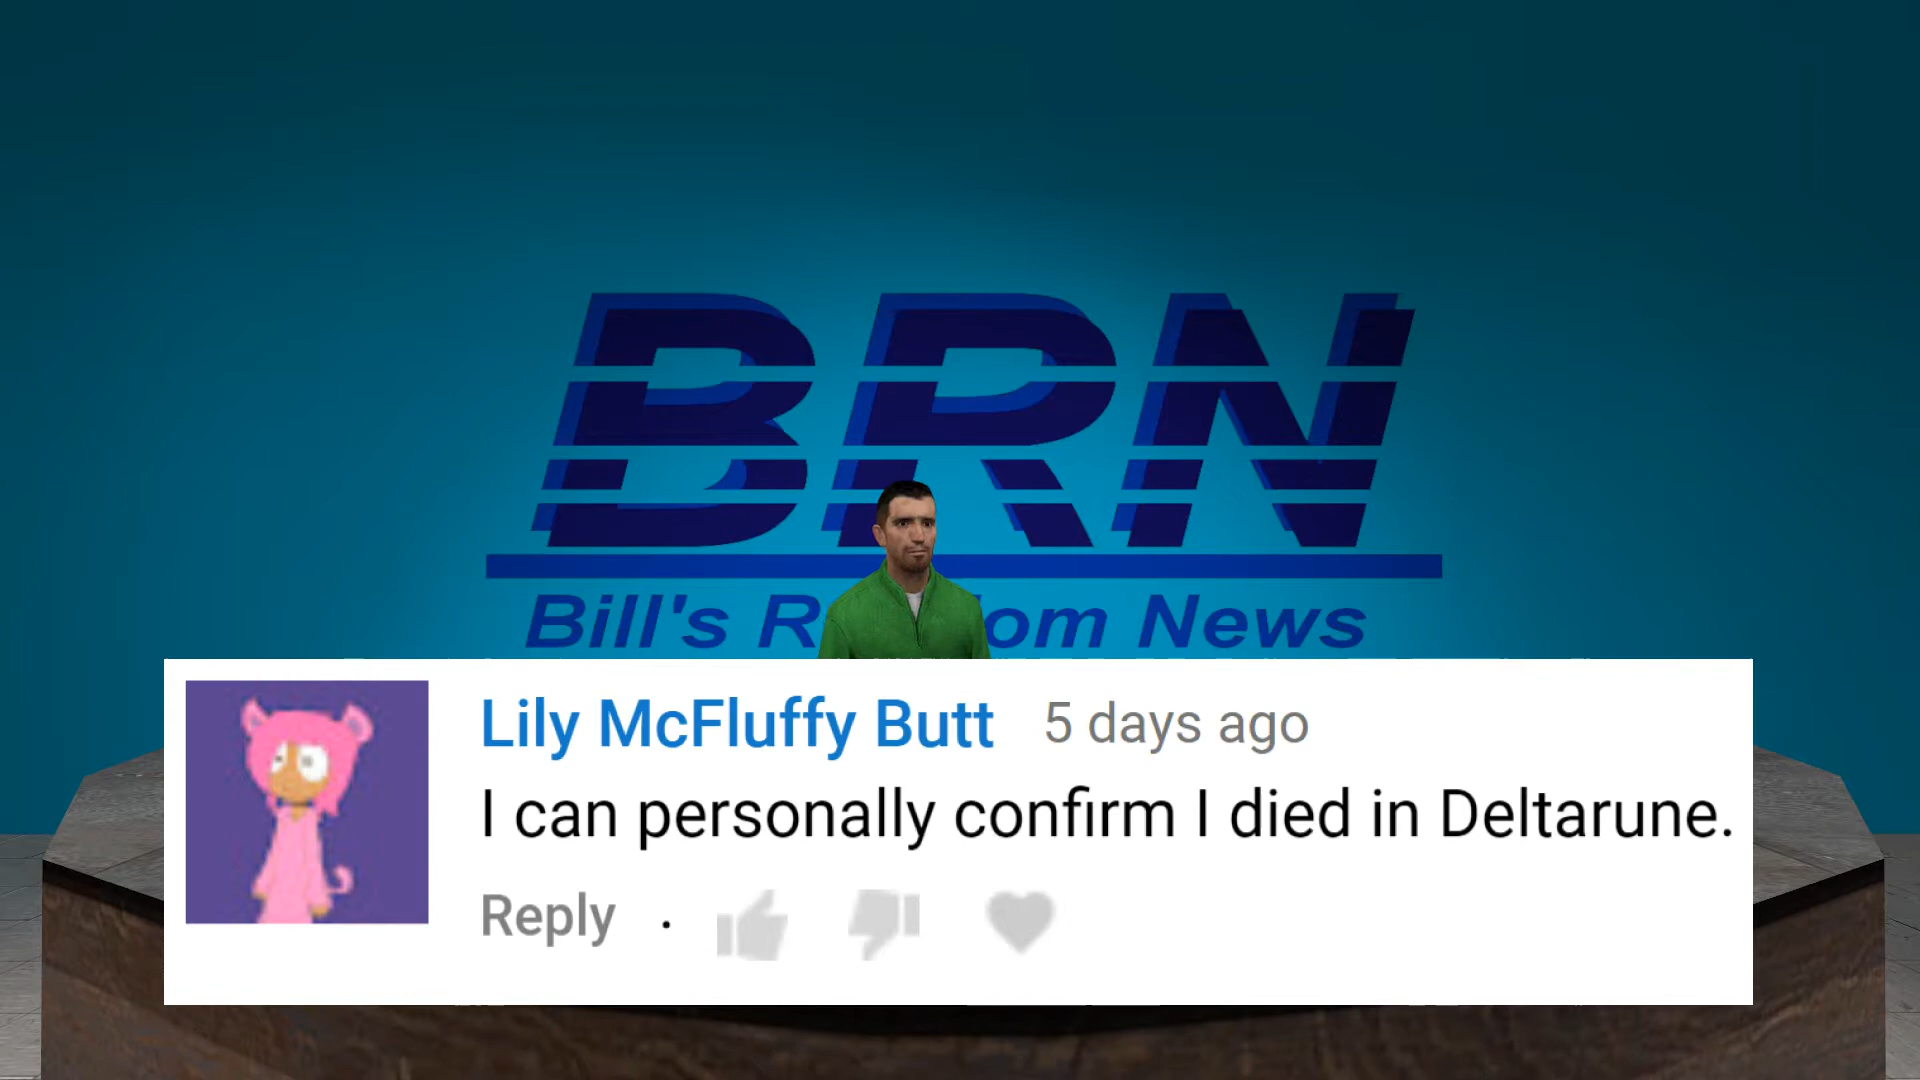 BRN
Bill's R om News
Lily McFluffy Butt 5 days ago
I can personally confirm I died in Deltarune.
Reply ·